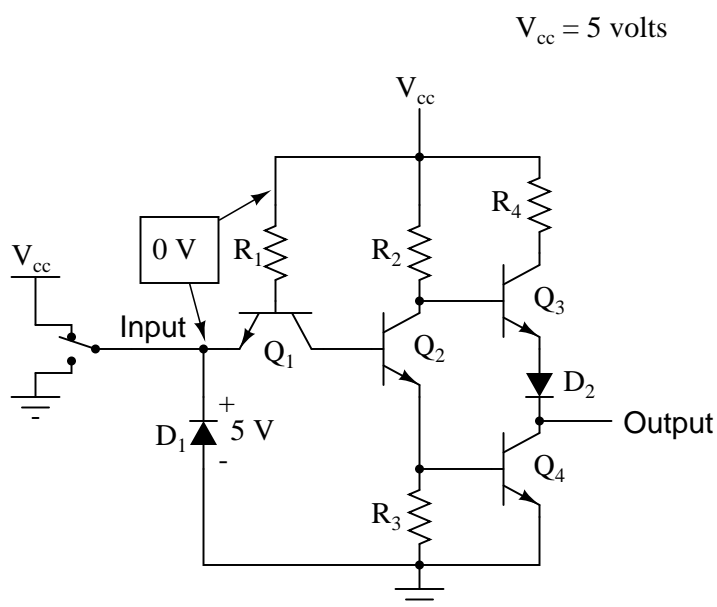 Vcc = 5 volts
Vcc
R1
R2
R4
0 V
Vcc
Input
Q1
Q2
Q3
D1
+
5 V
-
D2
Output
Q4
R3
-